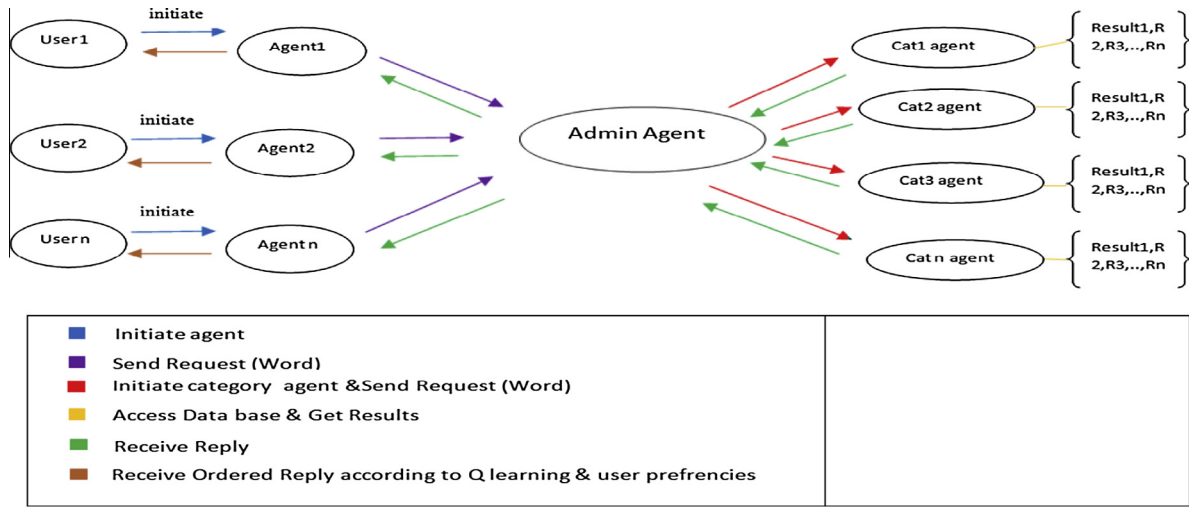 initiate
User1
Agent1
initiate
User2
Agent2
initiate
User n
Agent n
Admin Agent
Cat1 agent
Result1,R
2,R3,..,Rn
Cat2 agent
Result1,R
2,R3,..,Rn
Cat3 agent
Result1,R
2,R3,..,Rn
Cat n agent
Result1,R
2,R3,..,Rn
Initiate agent
Send Request (Word)
Initiate category agent &Send Request (Word)
Access Data base & Get Results
Receive Reply
Receive Ordered Reply according to Q learning & user prefrencies